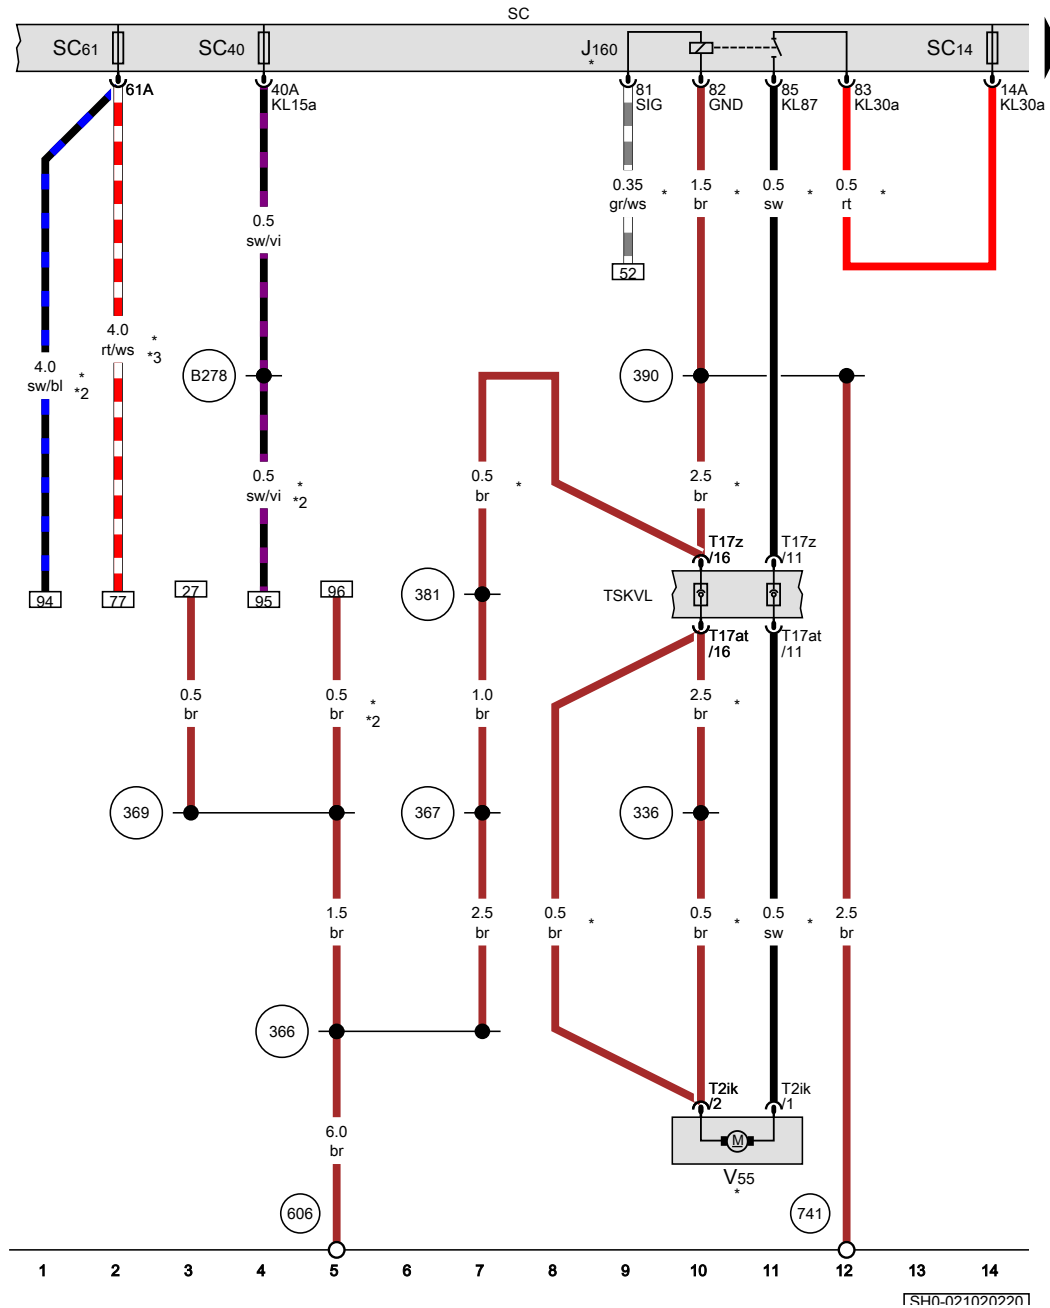 SC
SC61
SC40
J160
*
SC14
61A
40A
KL15a
81
SIG
82
GND
85
KL87
83
KL30a
14A
KL30a
0.35
gr/ws
*
1.5
br
*
0.5
sw
*
0.5
rt
*
0.5
sw/vi
52
4.0
rt/ws
*
*3
4.0
sw/bl
*
*2
B278
390
0.5
sw/vi
*
*2
0.5
br
*
2.5
br
*
T17z
/16
T17z
/11
94
77
27
95
96
381
TSKVL
T17at
/16
T17at
/11
0.5
br
0.5
br
*
*2
1.0
br
2.5
br
*
369
367
336
1.5
br
2.5
br
0.5
br
*
0.5
br
*
0.5
sw
*
2.5
br
366
T2ik
/2
T2ik
/1
6.0
br
M
V55
*
606
741
1 2 3 4 5 6 7 8 9 10 11 12 13 14
SH0-021020220